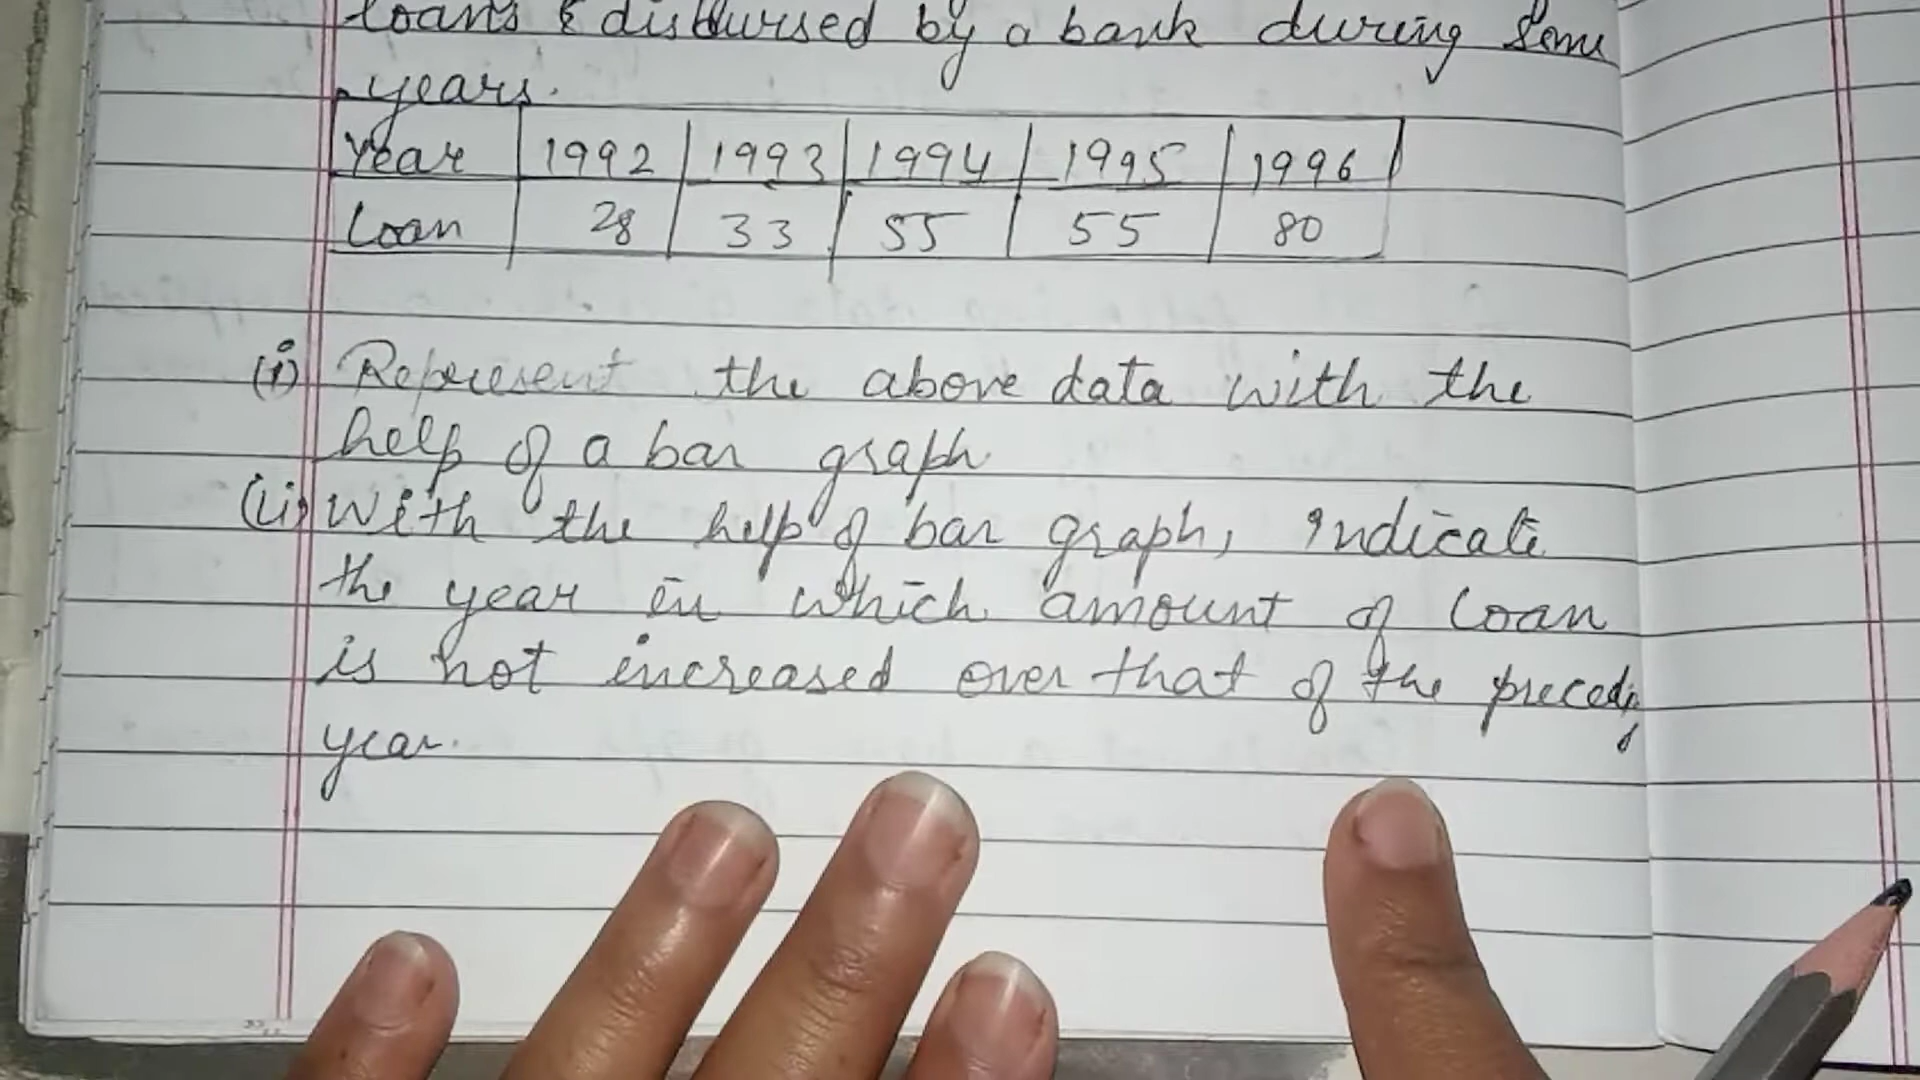 loans & disbursed by a bank during Some
years.
Year 1992 1993 1994 1995 1996
Loan 28 33 55 55 80
(i) Represent the above data with the
help of a bar graph
(ii) With the help of bar graph, indicate
the year in which amount of loan
is not increased over that of the preceding
year.